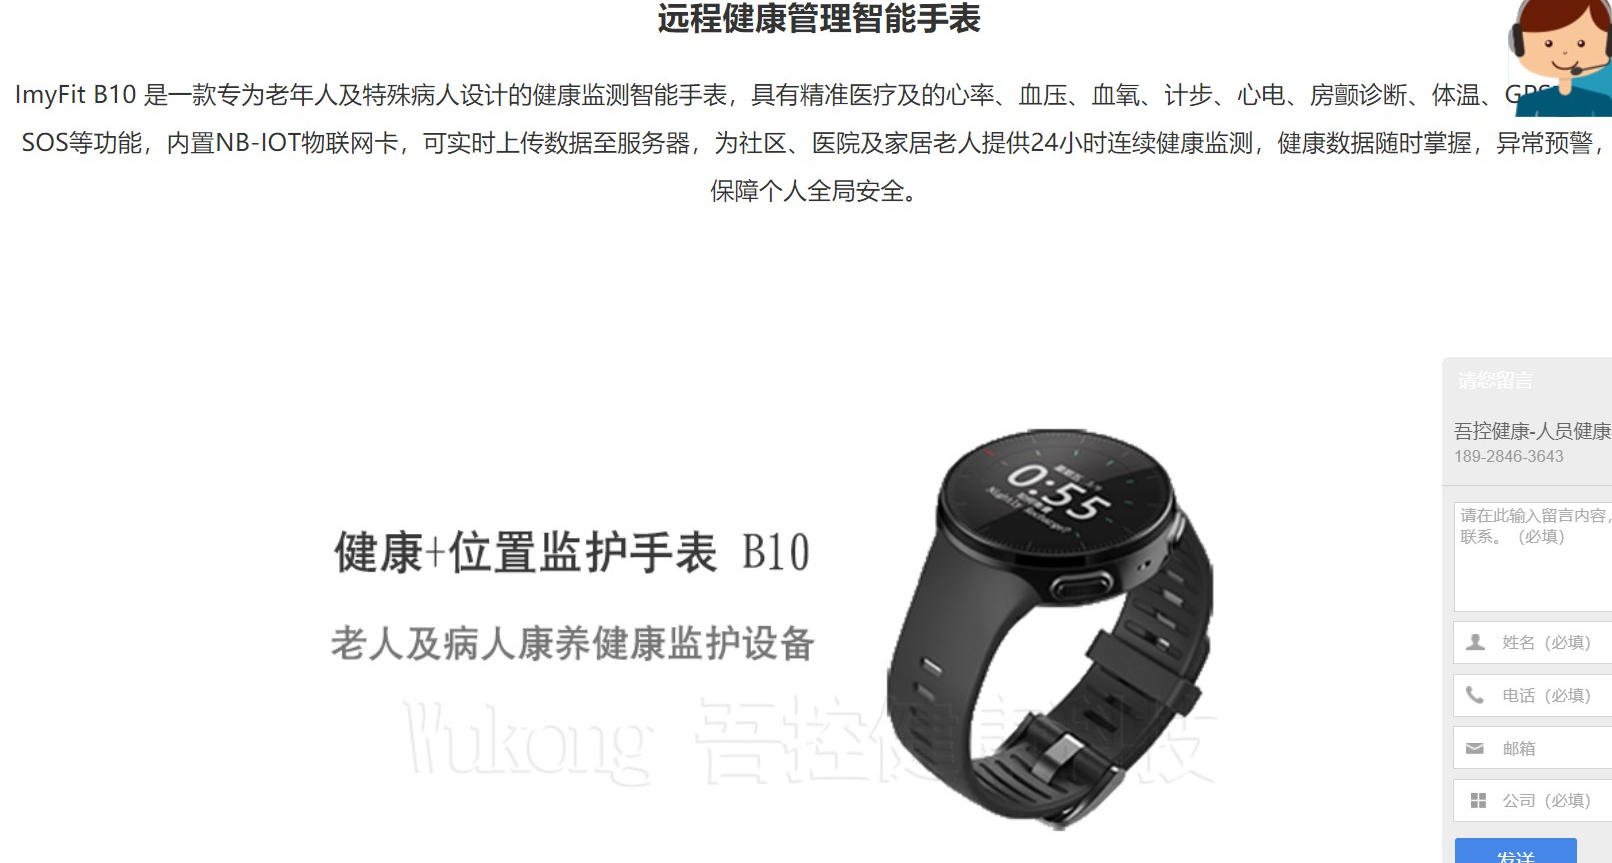 远程健康管理智能手表
ImyFit B10 是一款专为老年人及特殊病人设计的健康监测智能手表，具有精准医疗及的心率、血压、血氧、计步、心电、房颤诊断、体温、GPS
SOS等功能，内置NB-IOT物联网卡，可实时上传数据至服务器，为社区、医院及家居老人提供24小时连续健康监测，健康数据随时掌握，异常预警，
保障个人全局安全。
请您留言
吾控健康-人员健康
189-2846-3643
请在此输入留言内容，
联系。（必填）
姓名（必填）
电话（必填）
邮箱
公司（必填）
发送
0:55
Nightly Recharge?
健康+位置监护手表 B10
老人及病人康养健康监护设备
Wukong 吾控健康科技